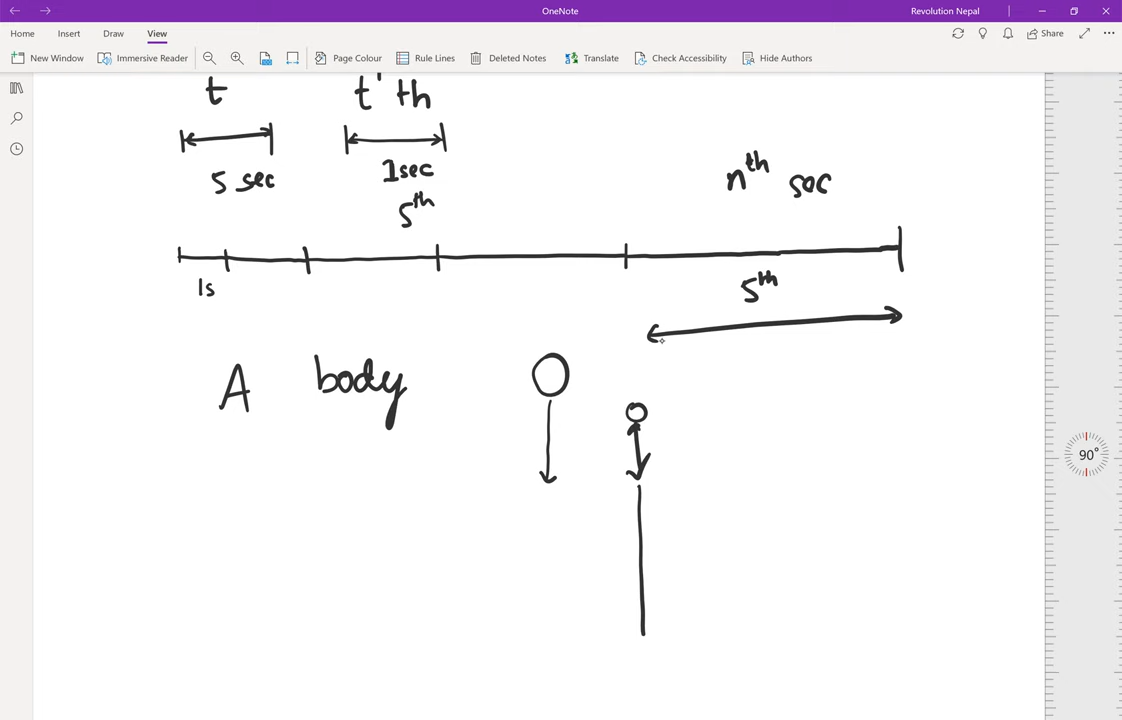 OneNote
Revolution Nepal
Home Insert Draw View
Share
New Window Immersive Reader Page Colour Rule Lines Deleted Notes Translate Check Accessibility Hide Authors
t t' th
5 sec 1sec
nth sec
5th
1s
5th
A body
90°